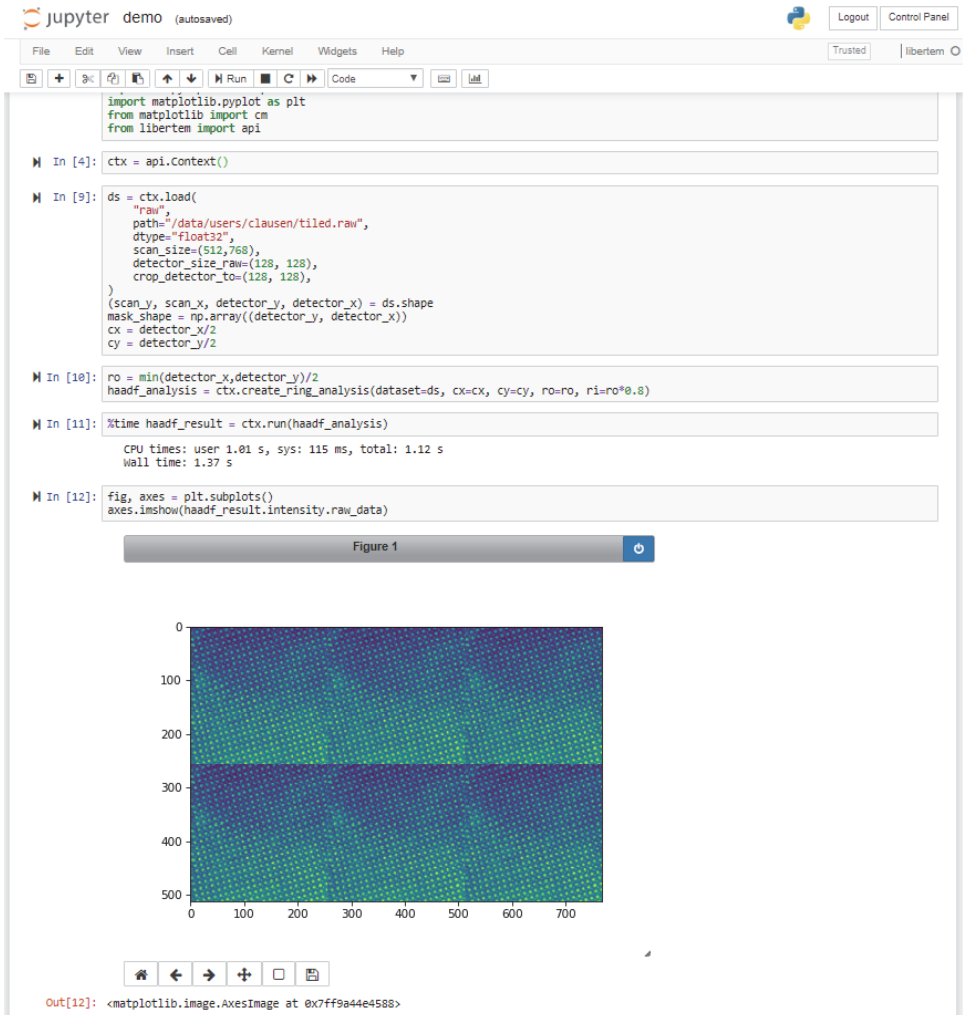 jupyter demo (autosaved) Logout Control Panel
File Edit View Insert Cell Kernel Widgets Help Trusted libertem
Run Code
import matplotlib.pyplot as plt
from matplotlib import cm
from libertem import api
In [4]: ctx = api.Context()
In [9]: ds = ctx.load(
"raw",
path="/data/users/clausen/tiled.raw",
dtype="float32",
scan_size=(512,768),
detector_size_raw=(128, 128),
crop_detector_to=(128, 128),
)
(scan_y, scan_x, detector_y, detector_x) = ds.shape
mask_shape = np.array((detector_y, detector_x))
cx = detector_x/2
cy = detector_y/2
In [10]: ro = min(detector_x,detector_y)/2
haadf_analysis = ctx.create_ring_analysis(dataset=ds, cx=cx, cy=cy, ro=ro, ri=ro*0.8)
In [11]: %time haadf_result = ctx.run(haadf_analysis)
CPU times: user 1.01 s, sys: 115 ms, total: 1.12 s
Wall time: 1.37 s
In [12]: fig, axes = plt.subplots()
axes.imshow(haadf_result.intensity.raw_data)
Figure 1
0
100
200
300
400
500
0 100 200 300 400 500 600 700
Out[12]: <matplotlib.image.AxesImage at 0x7ff9a44e4588>